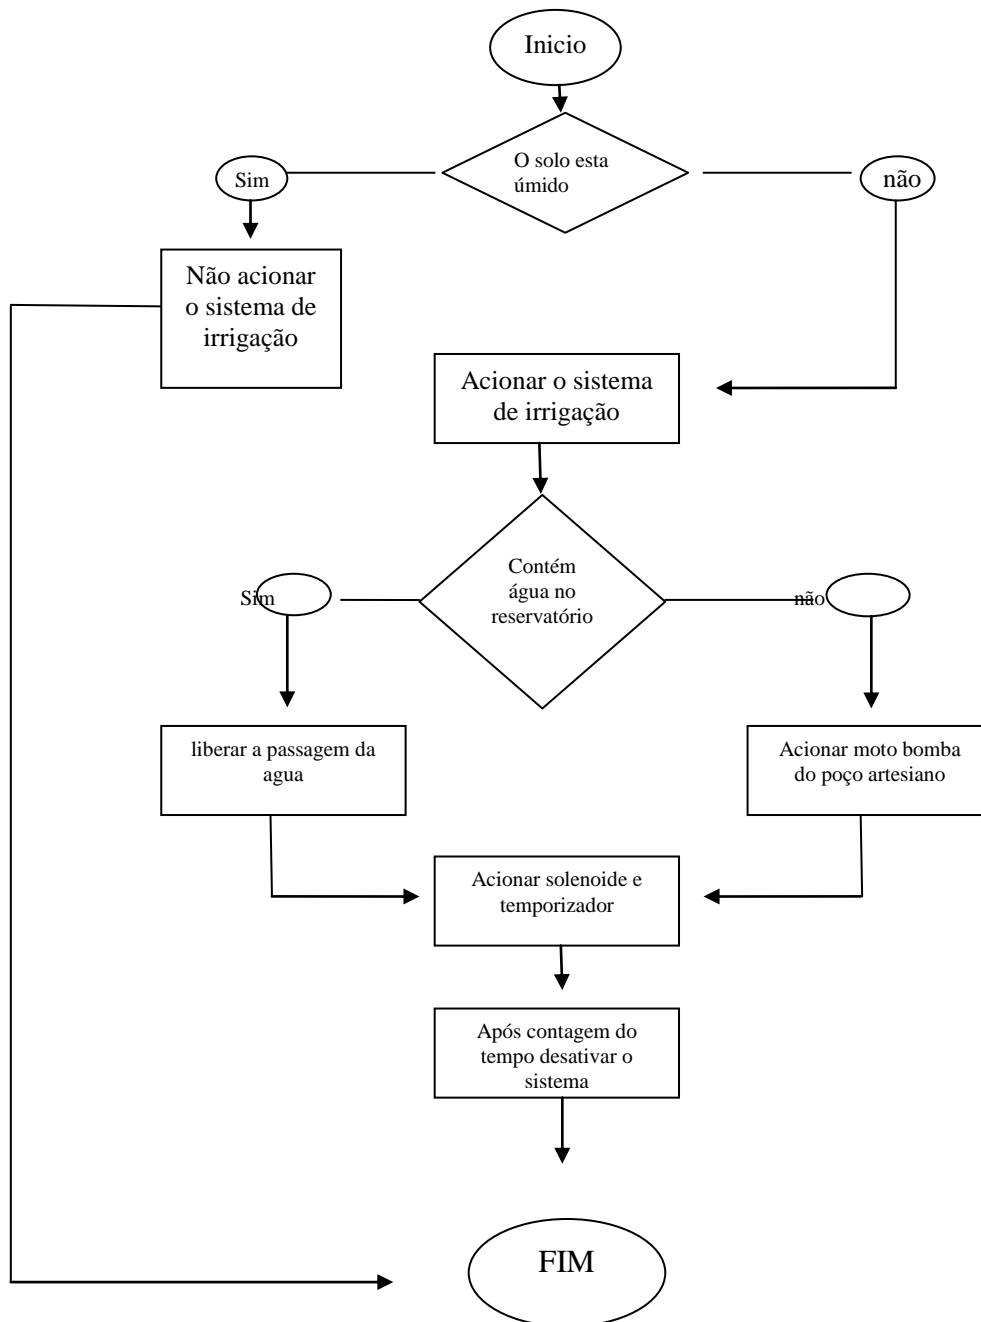 Inicio
O solo esta
úmido
Sim
não
Não acionar
o sistema de
irrigação
Acionar o sistema
de irrigação
Contém
água no
reservatório
Sim
não
liberar a passagem da
agua
Acionar moto bomba
do poço artesiano
Acionar solenoide e
temporizador
Após contagem do
tempo desativar o
sistema
FIM